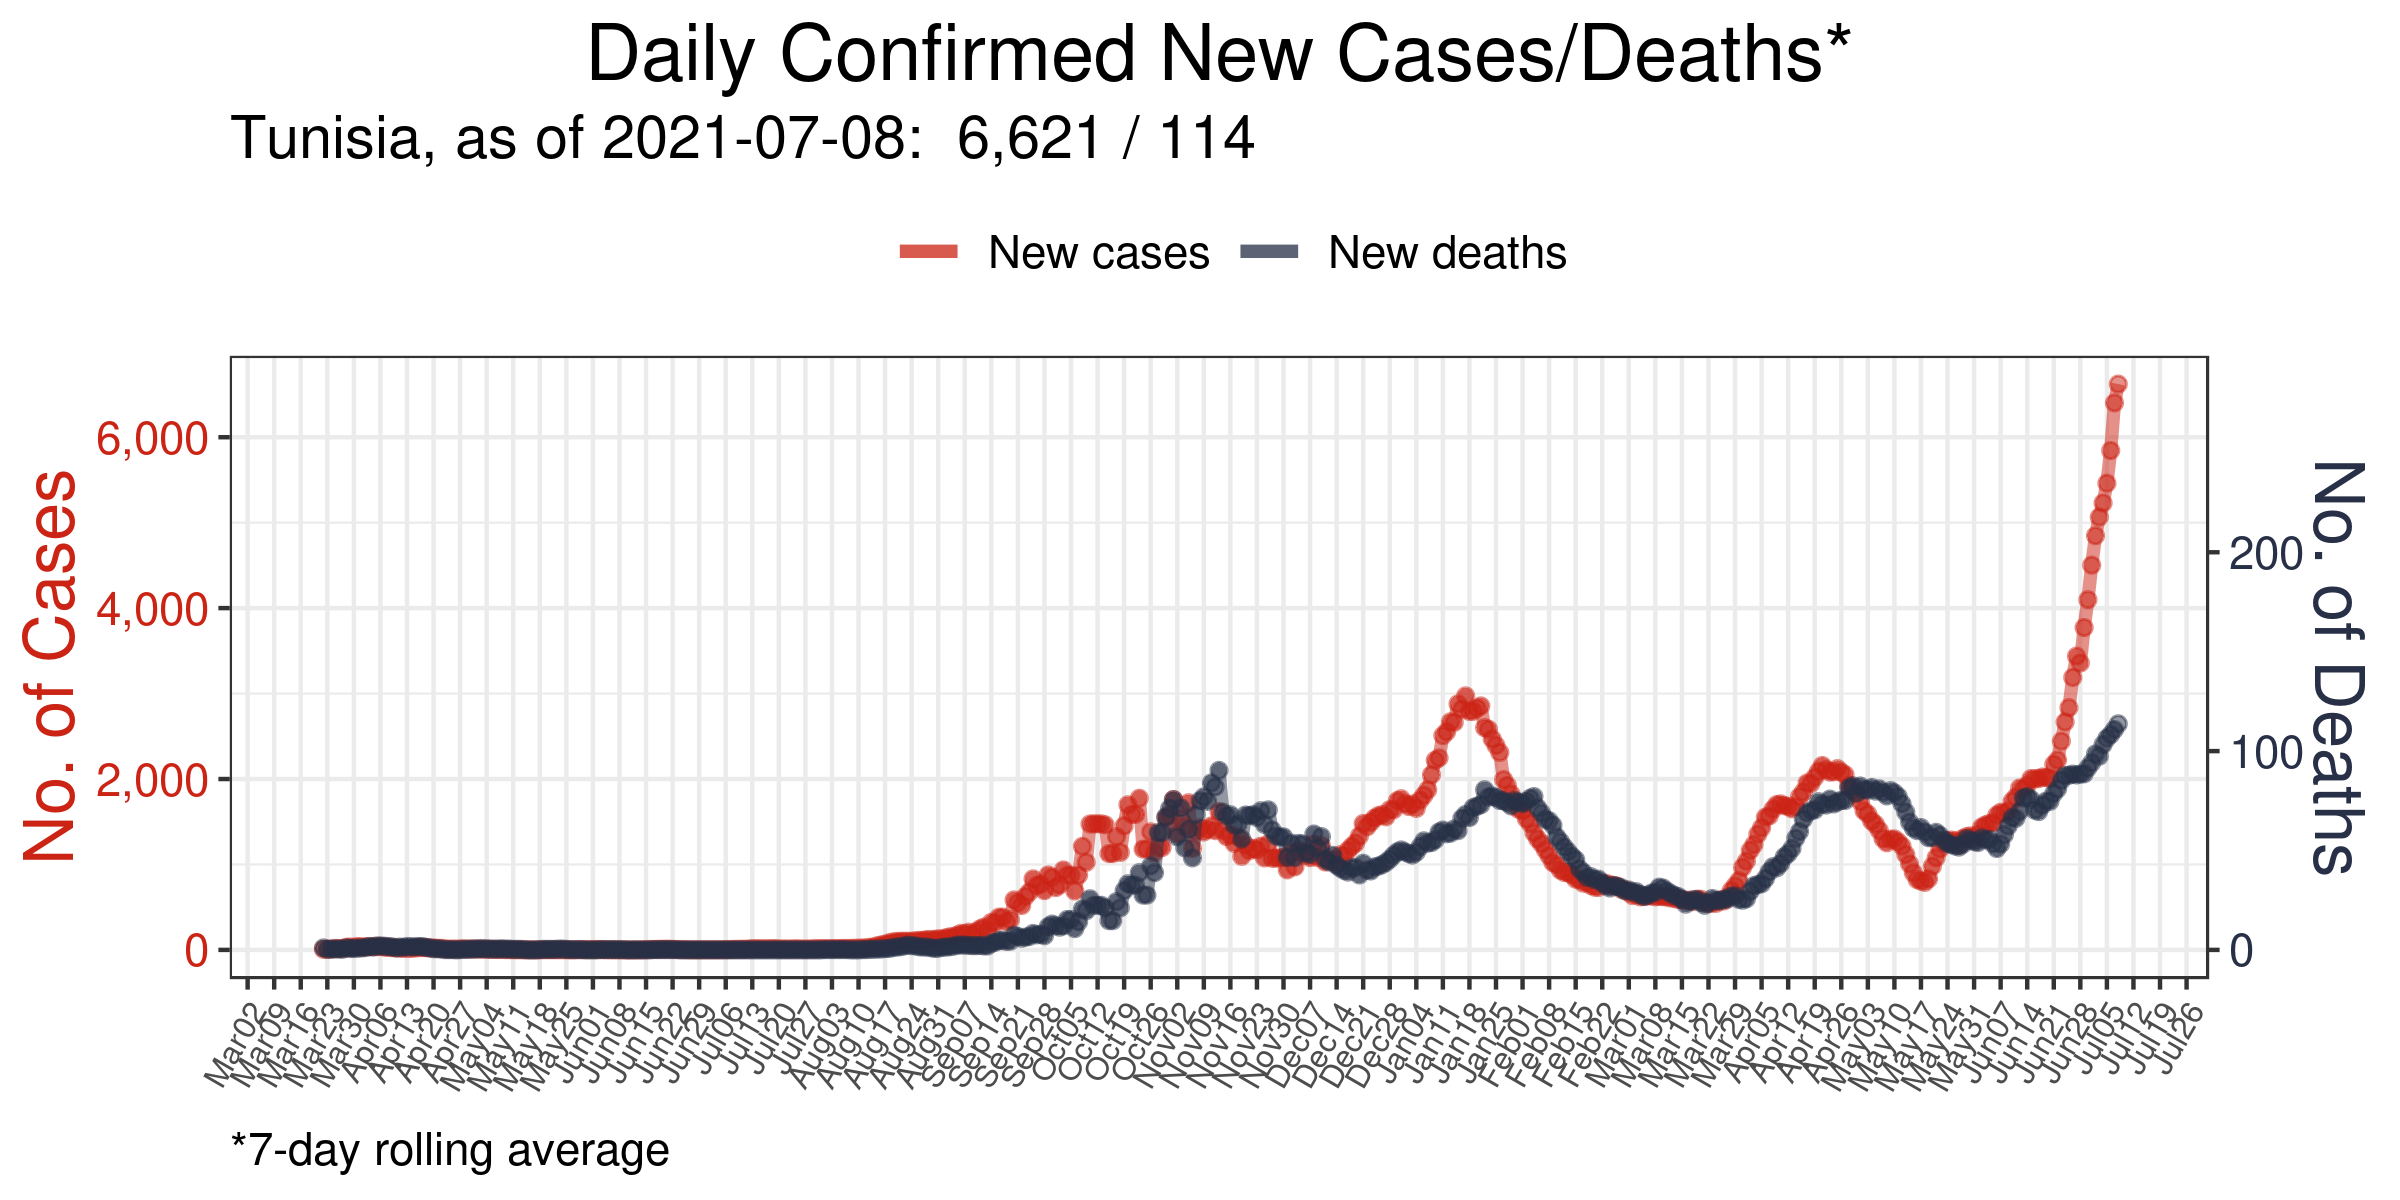 Daily Confirmed New Cases/Deaths*
Tunisia, as of 2021-07-08:  6,621 / 114
New cases
New deaths
No. of Cases
6,000
4,000
2,000
0
200
100
0
No. of Deaths
Mar02
Mar09
Mar16
Mar23
Mar30
Apr06
Apr13
Apr20
Apr27
May04
May11
May18
May25
Jun01
Jun08
Jun15
Jun22
Jun29
Jul06
Jul13
Jul20
Jul27
Aug03
Aug10
Aug17
Aug24
Aug31
Sep07
Sep14
Sep21
Sep28
Oct05
Oct12
Oct19
Oct26
Nov02
Nov09
Nov16
Nov23
Nov30
Dec07
Dec14
Dec21
Dec28
Jan04
Jan11
Jan18
Jan25
Feb01
Feb08
Feb15
Feb22
Mar01
Mar08
Mar15
Mar22
Mar29
Apr05
Apr12
Apr19
Apr26
May03
May10
May17
May24
May31
Jun07
Jun14
Jun21
Jun28
Jul05
Jul12
Jul19
Jul26
*7-day rolling average